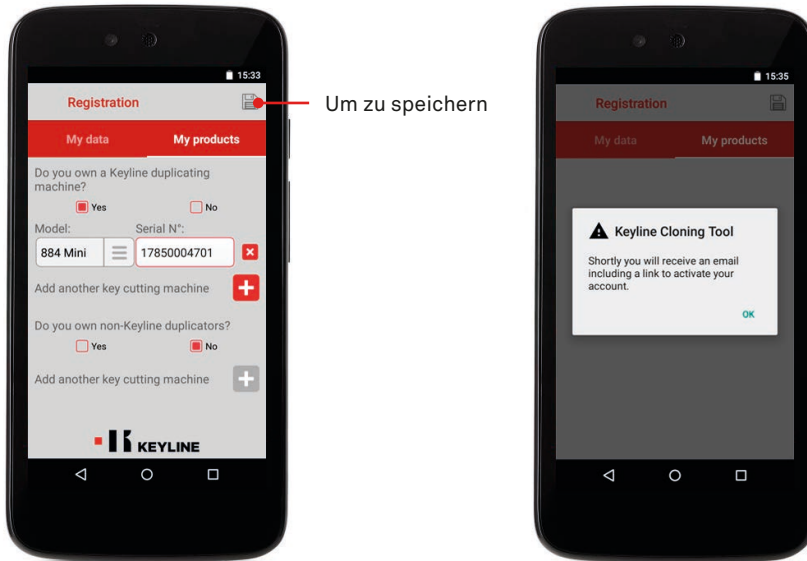 15:33
Registration
My data
My products
Do you own a Keyline duplicating
machine?
Yes
No
Model:
Serial N°:
884 Mini
17850004701
Add another key cutting machine
Do you own non-Keyline duplicators?
Yes
No
Add another key cutting machine
KEYLINE
Um zu speichern
15:35
Registration
My data
My products
Keyline Cloning Tool
Shortly you will receive an email
including a link to activate your
account.
OK